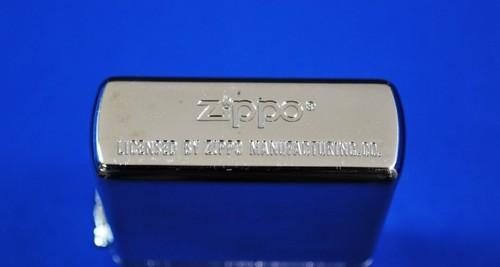 Zippo®
LICENSED BY ZIPPO MANUFACTURING.CO.